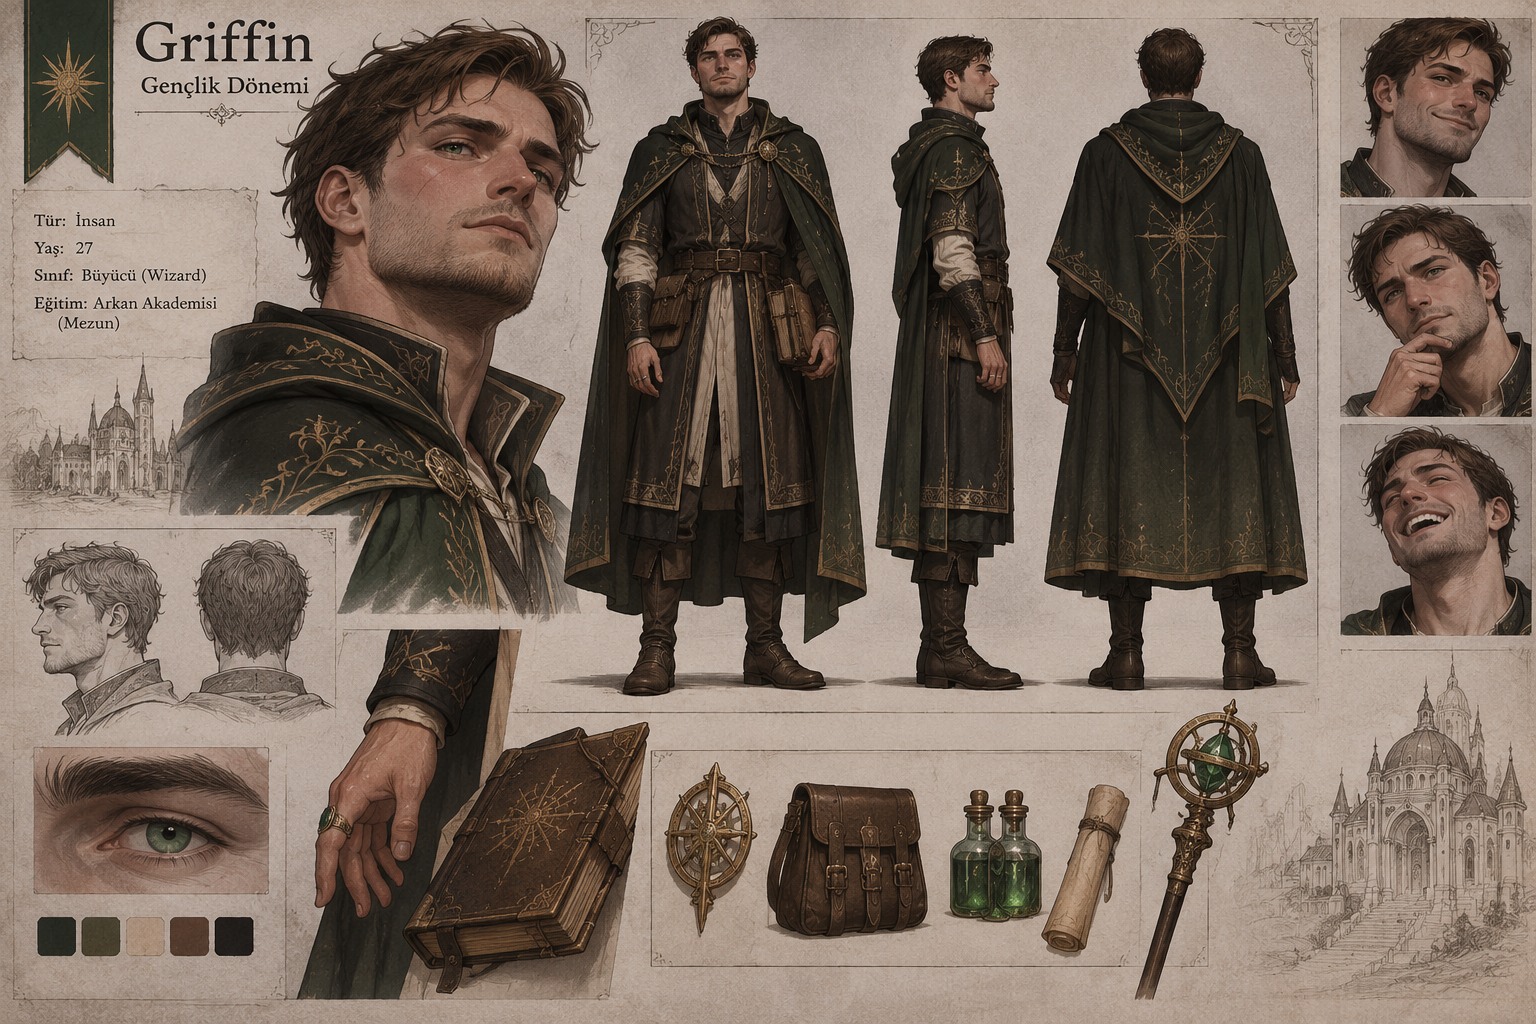 Griffin
Gençlik Dönemi
Tür: İnsan
Yaş: 27
Sınıf: Büyücü (Wizard)
Eğitim: Arkan Akademisi
(Mezun)